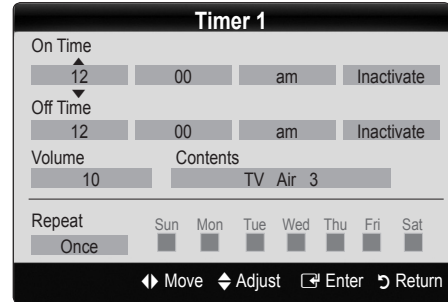 Timer 1
On Time
12 00 am Inactivate
Off Time
12 00 am Inactivate
Volume Contents
10 TV Air 3
Repeat Sun Mon Tue Wed Thu Fri Sat
Once
Move Adjust Enter Return